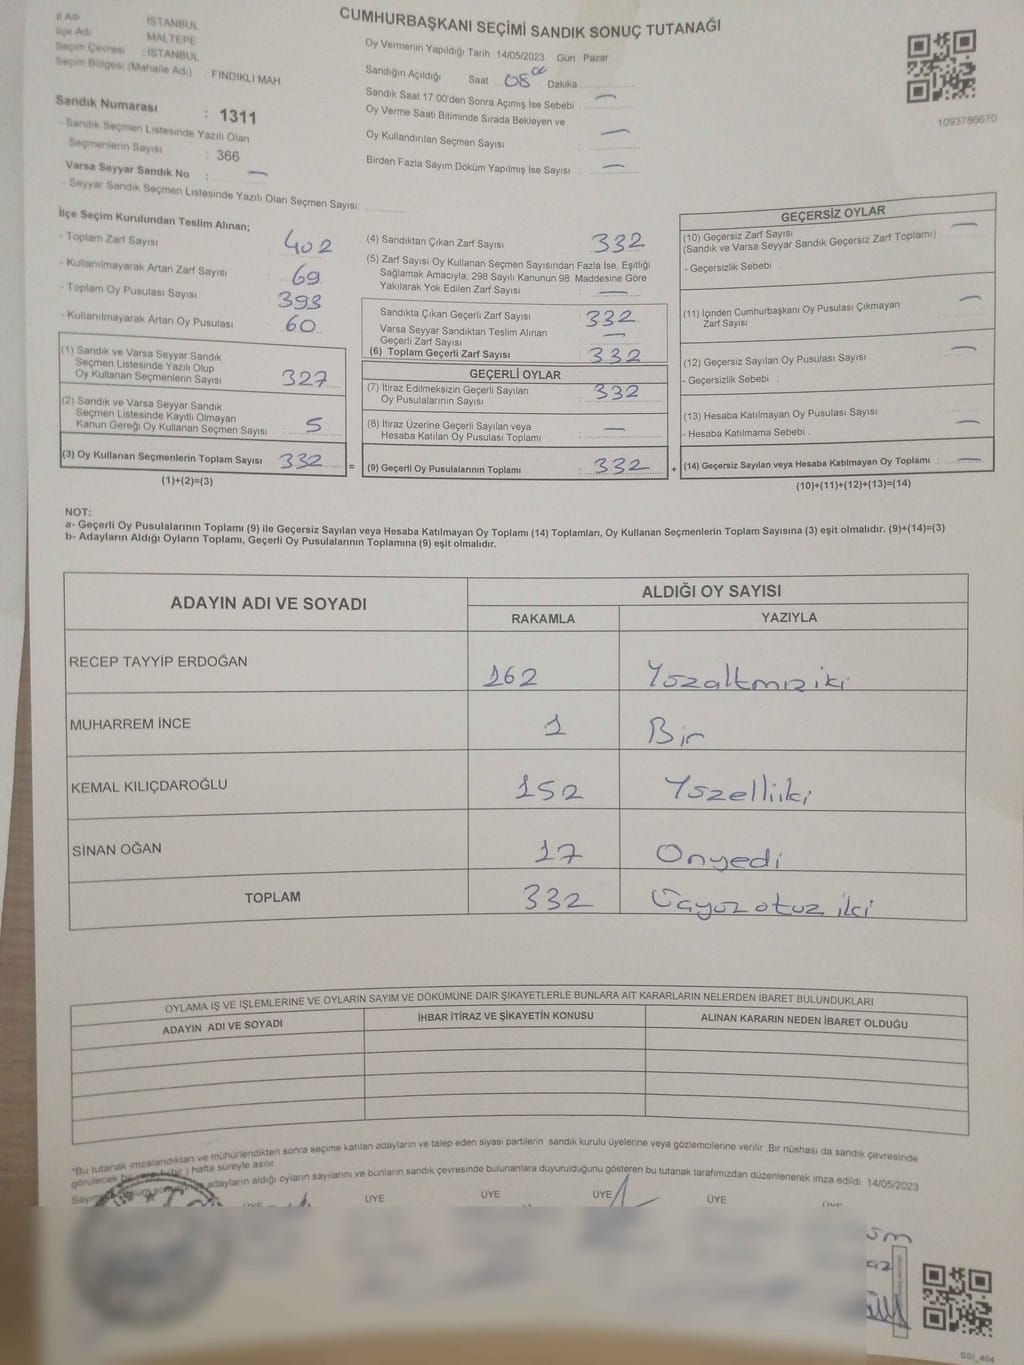 CUMHURBAŞKANI SEÇİMİ SANDIK SONUÇ TUTANAĞI
İl Adı İSTANBUL
İlçe Adı MALTEPE
Seçim Çevresi : İSTANBUL
Seçim Bölgesi (Mahalle Adı) : FINDIKLI MAH
Sandık Numarası : 1311
- Sandık Seçmen Listesinde Yazılı Olan
Seçmenlerin Sayısı : 366
Varsa Seyyar Sandık No : —
- Seyyar Sandık Seçmen Listesinde Yazılı Olan Seçmen Sayısı:
Oy Vermenin Yapıldığı Tarih : 14/05/2023 Gün : Pazar
Sandığın Açıldığı Saat 08 00 Dakika
Sandık Saat 17:00'den Sonra Açımış İse Sebebi : —
Oy Verme Saati Bitiminde Sırada Bekleyen ve
Oy Kullandırılan Seçmen Sayısı : —
Birden Fazla Sayım Döküm Yapılmış İse Sayısı : —
1093786670
İlçe Seçim Kurulundan Teslim Alınan;
- Toplam Zarf Sayısı 402
- Kullanılmayarak Artan Zarf Sayısı 69
- Toplam Oy Pusulası Sayısı 393
- Kullanılmayarak Artan Oy Pusulası 60
(1) Sandık ve Varsa Seyyar Sandık
Seçmen Listesinde Yazılı Olup
Oy Kullanan Seçmenlerin Sayısı 327
(2) Sandık ve Varsa Seyyar Sandık
Seçmen Listesinde Kayıtlı Olmayan
Kanun Gereği Oy Kullanan Seçmen Sayısı : 5
(3) Oy Kullanan Seçmenlerin Toplam Sayısı : 332 =
(1)+(2)=(3)
(4) Sandıktan Çıkan Zarf Sayısı : 332
(5) Zarf Sayısı Oy Kullanan Seçmen Sayısından Fazla İse, Eşitliği
Sağlamak Amacıyla; 298 Sayılı Kanunun 98. Maddesine Göre
Yakılarak Yok Edilen Zarf Sayısı : —
Sandıkta Çıkan Geçerli Zarf Sayısı : 332
Varsa Seyyar Sandıktan Teslim Alınan
Geçerli Zarf Sayısı : —
(6) Toplam Geçerli Zarf Sayısı : 332
GEÇERLİ OYLAR
(7) İtiraz Edilmeksizin Geçerli Sayılan
Oy Pusulalarının Sayısı : 332
(8) İtiraz Üzerine Geçerli Sayılan veya
Hesaba Katılan Oy Pusulası Toplamı : —
(9) Geçerli Oy Pusulalarının Toplamı : 332 +
GEÇERSİZ OYLAR
(10) Geçersiz Zarf Sayısı —
(Sandık ve Varsa Seyyar Sandık Geçersiz Zarf Toplamı)
- Geçersizlik Sebebi :
(11) İçinden Cumhurbaşkanı Oy Pusulası Çıkmayan
Zarf Sayısı —
(12) Geçersiz Sayılan Oy Pusulası Sayısı —
- Geçersizlik Sebebi :
(13) Hesaba Katılmayan Oy Pusulası Sayısı —
- Hesaba Katılmama Sebebi :
(14) Geçersiz Sayılan veya Hesaba Katılmayan Oy Toplamı : —
(10)+(11)+(12)+(13)=(14)
NOT:
a- Geçerli Oy Pusulalarının Toplamı (9) ile Geçersiz Sayılan veya Hesaba Katılmayan Oy Toplamı (14) Toplamları, Oy Kullanan Seçmenlerin Toplam Sayısına (3) eşit olmalıdır. (9)+(14)=(3)
b- Adayların Aldığı Oyların Toplamı, Geçerli Oy Pusulalarının Toplamına (9) eşit olmalıdır.
ADAYIN ADI VE SOYADI ALDIĞI OY SAYISI
RAKAMLA YAZIYLA
RECEP TAYYİP ERDOĞAN 162 Yüzaltmıziki
MUHARREM İNCE 1 Bir
KEMAL KILIÇDAROĞLU 152 Yüzelliiki
SİNAN OĞAN 17 Onyedi
TOPLAM 332 Üçyüz otuz iki
OYLAMA İŞ VE İŞLEMLERİNE VE OYLARIN SAYIM VE DÖKÜMÜNE DAİR ŞİKAYETLERLE BUNLARA AİT KARARLARIN NELERDEN İBARET BULUNDUKLARI
ADAYIN ADI VE SOYADI İHBAR İTİRAZ VE ŞİKAYETİN KONUSU ALINAN KARARIN NEDEN İBARET OLDUĞU
"Bu tutanak imzalandıktan ve mühürlendikten sonra seçime katılan adayların ve talep eden siyasi partilerin sandık kurulu üyelerine veya gözlemcilerine verilir. Bir nüshası da sandık çevresinde
görülecek bir yere (bir) hafta süreyle asılır.
Sayım adayların aldığı oyların sayılarını ve bunların sandık çevresinde bulunanlara duyurulduğunu gösteren bu tutanak tarafımızdan düzenlenerek imza edildi. 14/05/2023
ÜYE ÜYE ÜYE ÜYE ÜYE ÜYE